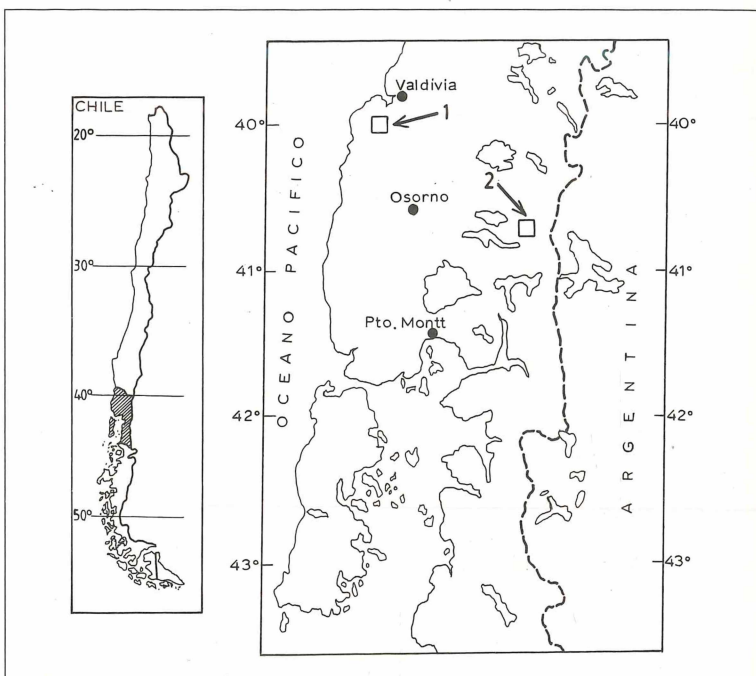 CHILE
20°
30°
40°
50°
Valdivia
1
40°
40°
2
Osorno
41°
41°
Pto. Montt
42°
42°
43°
43°
OCEANO PACIFICO
ARGENTINA